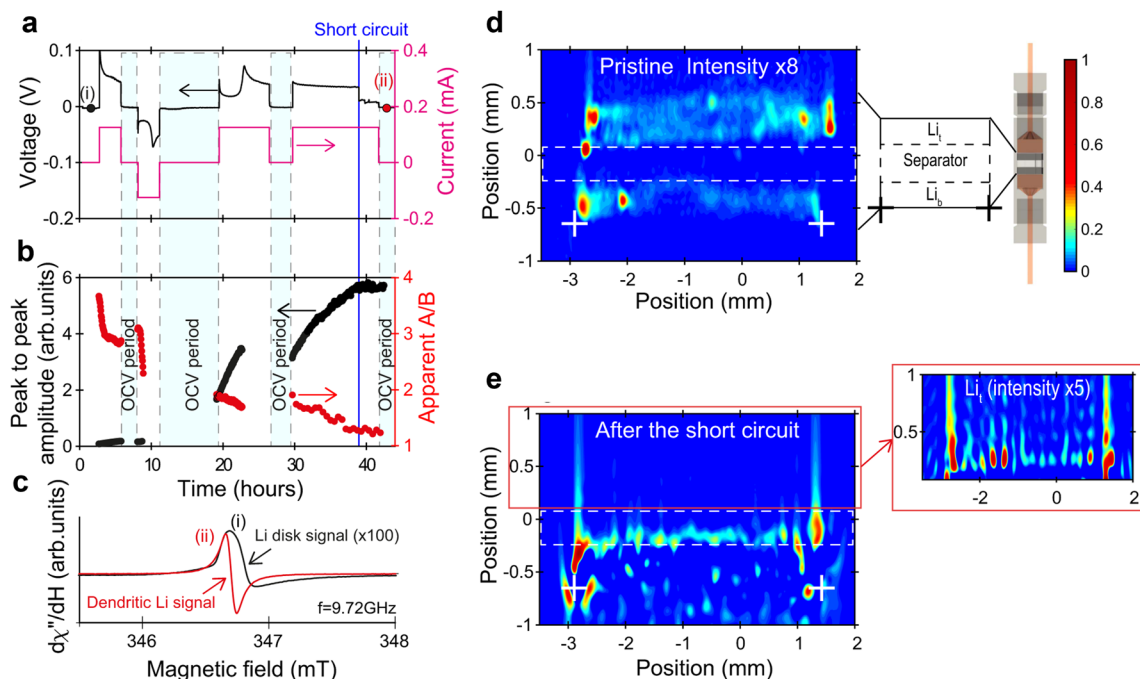 a
Short circuit
0.1
0
-0.1
-0.2
Voltage (V)
(i)
(ii)
0.4
0.2
0
-0.2
Current (mA)
b
6
4
2
0
Peak to peak
amplitude (arb.units)
OCV period
OCV period
OCV period
OCV period
4
3
2
1
Apparent A/B
0
10
20
30
40
Time (hours)
c
dχ"/dH (arb.units)
(i)
(ii)
Li disk signal (x100)
Dendritic Li signal
f=9.72GHz
346
347
348
Magnetic field (mT)
d
Pristine Intensity x8
1
0.5
0
-0.5
-1
Position (mm)
-3
-2
-1
0
1
2
Position (mm)
Liₜ
Separator
Li_b
1
0.8
0.6
0.4
0.2
0
e
After the short circuit
1
0.5
0
-0.5
-1
Position (mm)
-3
-2
-1
0
1
2
Position (mm)
Liₜ (intensity x5)
0.5
-2
0
2